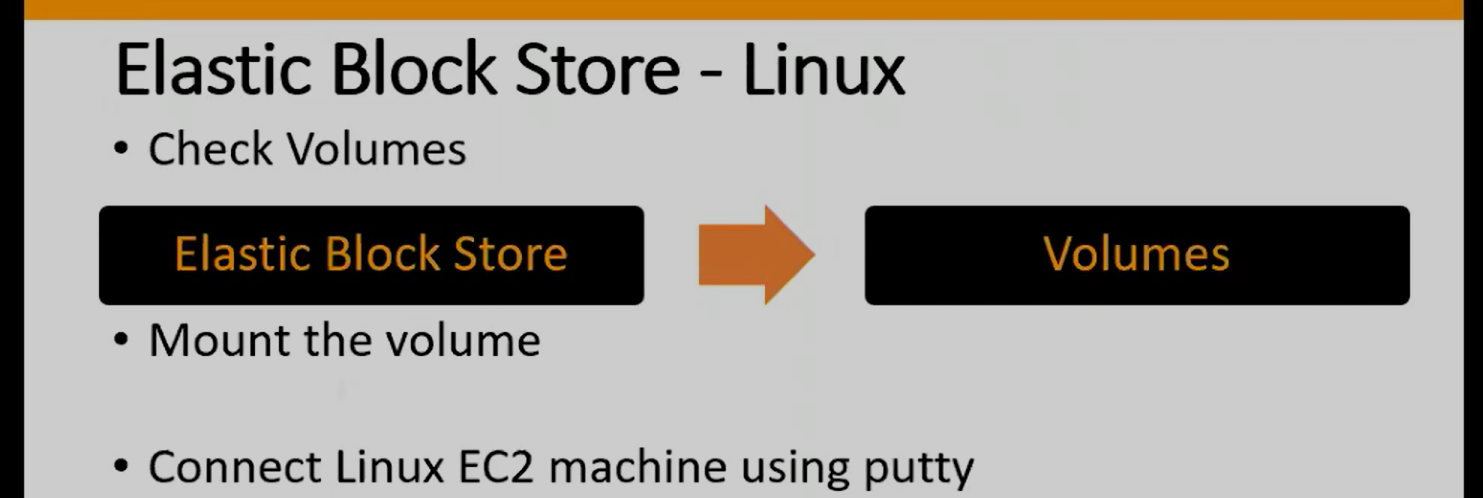 Elastic Block Store - Linux
• Check Volumes
Elastic Block Store
Volumes
• Mount the volume
• Connect Linux EC2 machine using putty